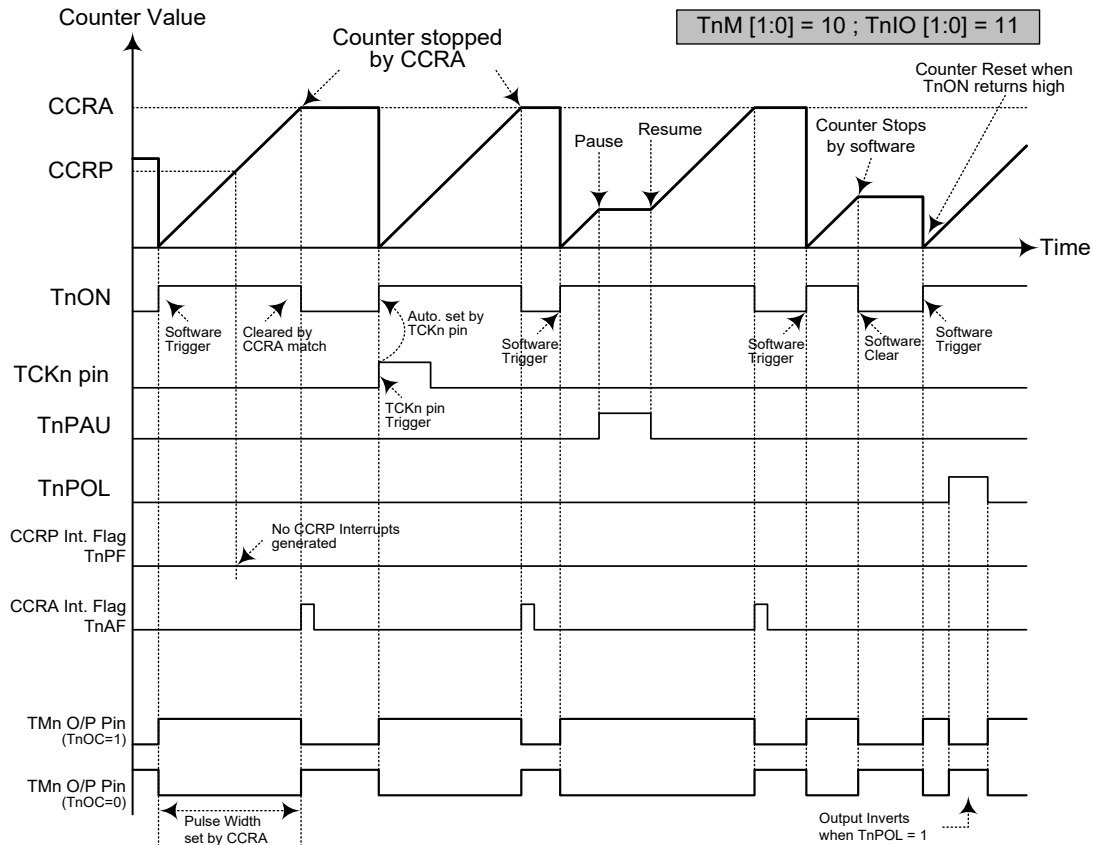 Counter Value
TnM [1:0] = 10 ; TnIO [1:0] = 11
Counter stopped
by CCRA
Counter Reset when
TnON returns high
CCRA
CCRP
Pause
Resume
Counter Stops
by software
Time
TnON
Software
Trigger
Cleared by
CCRA match
Auto. set by
TCKn pin
Software
Trigger
Software
Trigger
Software
Clear
Software
Trigger
TCKn pin
TCKn pin
Trigger
TnPAU
TnPOL
CCRP Int. Flag
TnPF
No CCRP Interrupts
generated
CCRA Int. Flag
TnAF
TMn O/P Pin
(TnOC=1)
TMn O/P Pin
(TnOC=0)
Pulse Width
set by CCRA
Output Inverts
when TnPOL = 1